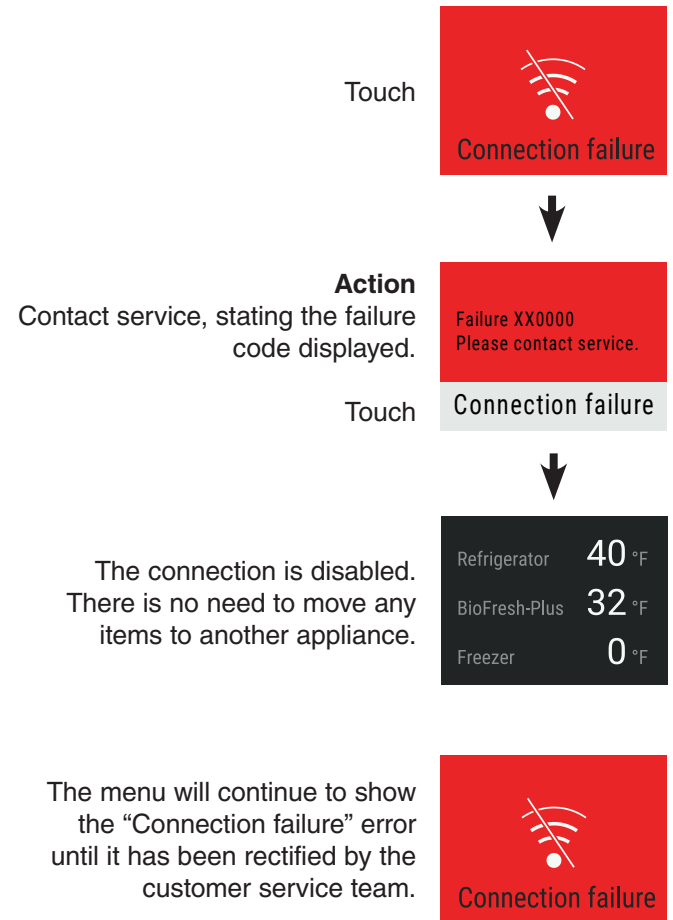 Touch
Connection failure
Action
Contact service, stating the failure
code displayed.
Failure XX0000
Please contact service.
Touch
Connection failure
The connection is disabled.
There is no need to move any
items to another appliance.
Refrigerator 40 °F
BioFresh-Plus 32 °F
Freezer 0 °F
The menu will continue to show
the “Connection failure” error
until it has been rectified by the
customer service team.
Connection failure